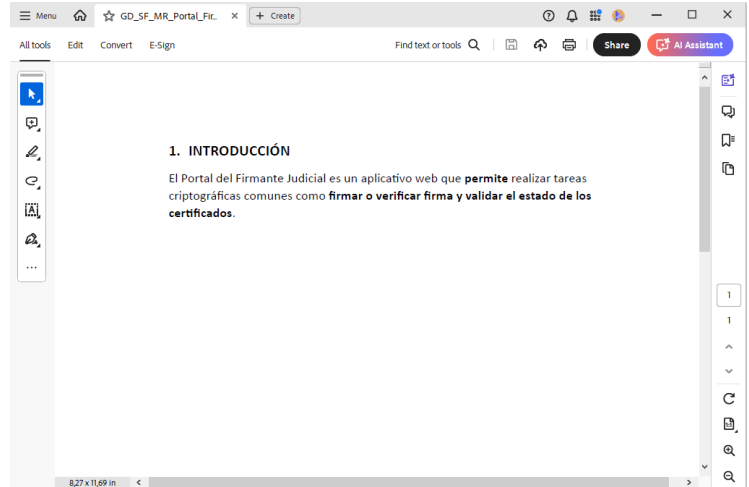 Menu
GD_SF_MR_Portal_Fir..
+ Create
All tools
Edit
Convert
E-Sign
Find text or tools
Share
AI Assistant
1. INTRODUCCIÓN
El Portal del Firmante Judicial es un aplicativo web que permite realizar tareas
criptográficas comunes como firmar o verificar firma y validar el estado de los
certificados.
1
1
8,27 x 11,69 in